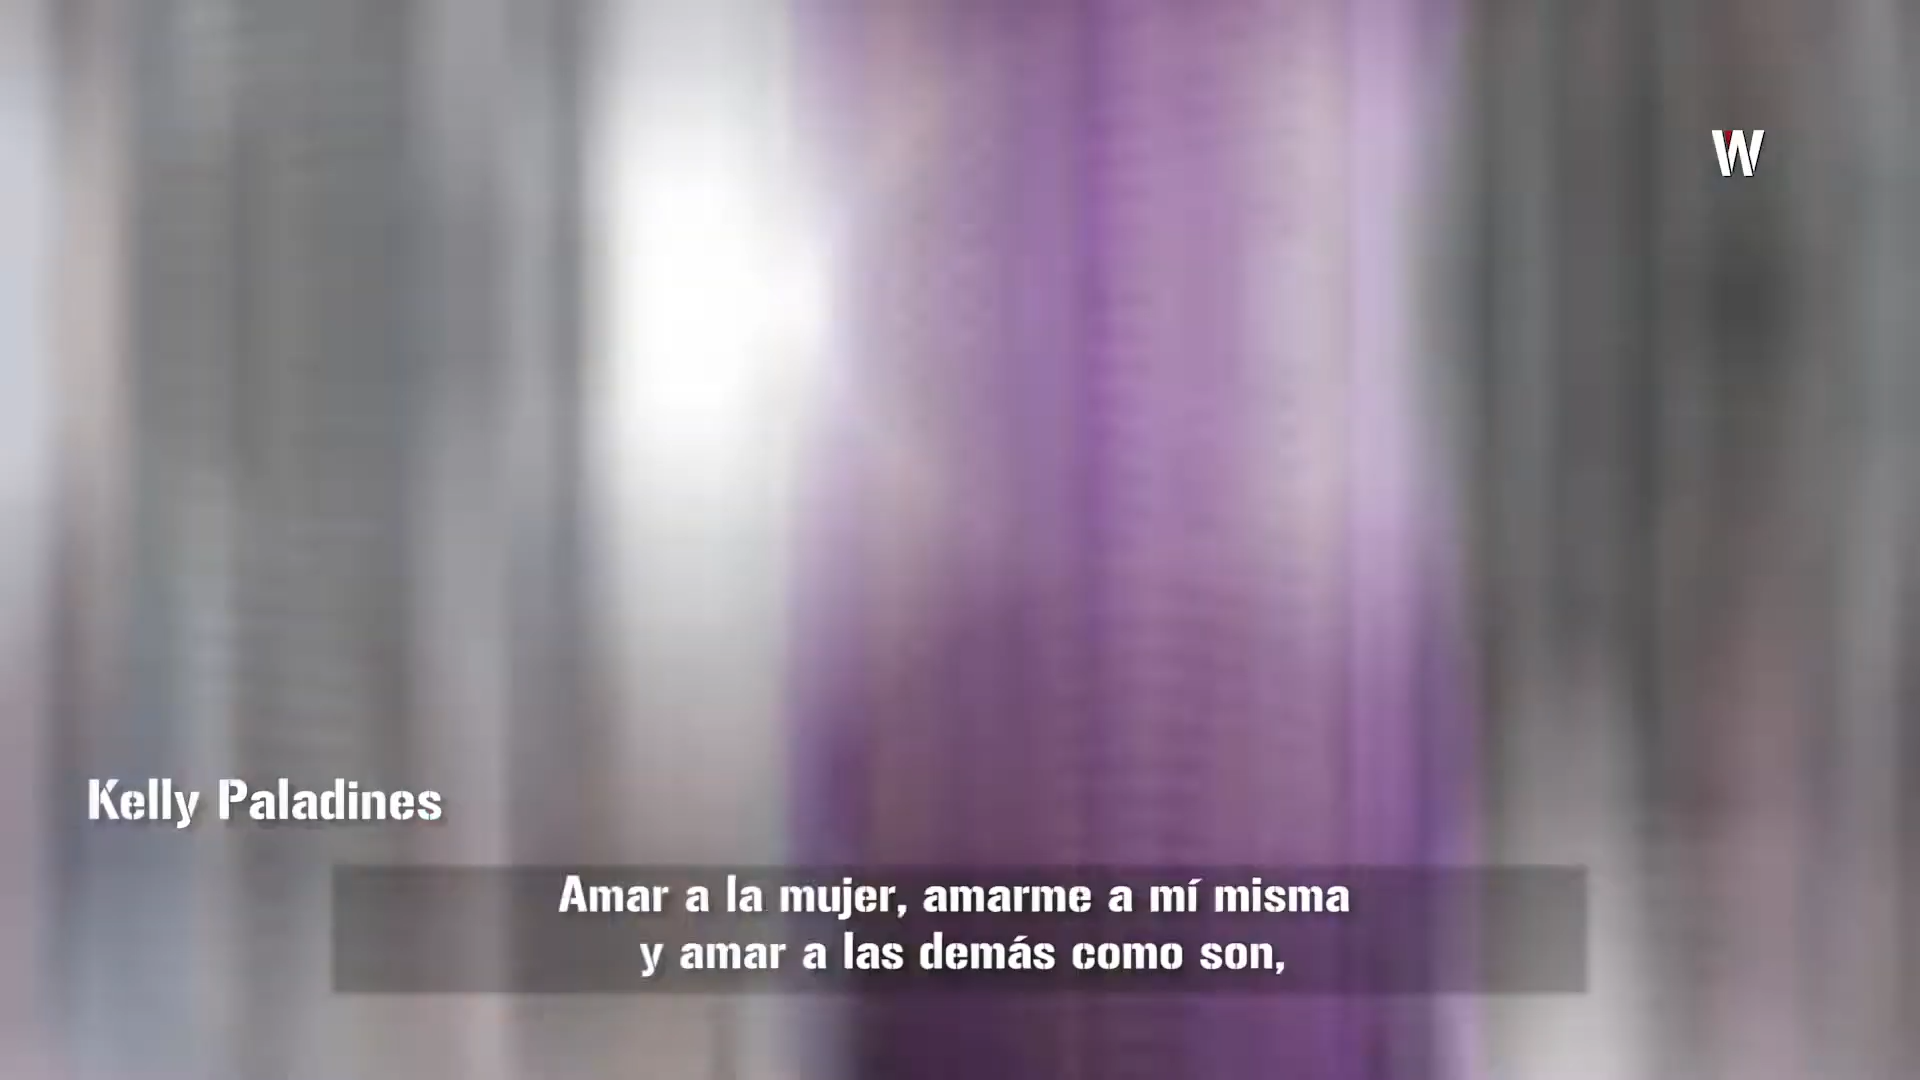 W
Kelly Paladines
Amar a la mujer, amarme a mí misma
y amar a las demás como son,